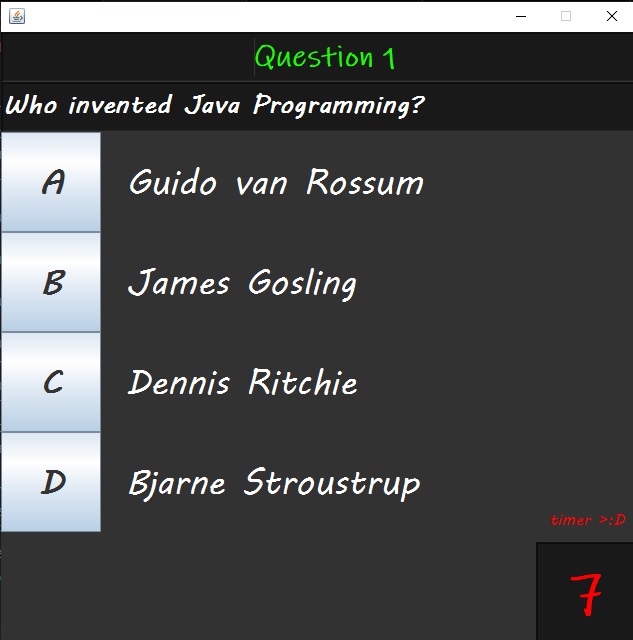 Question 1
Who invented Java Programming?
A Guido van Rossum
B James Gosling
C Dennis Ritchie
D Bjarne Stroustrup
timer >:D
7